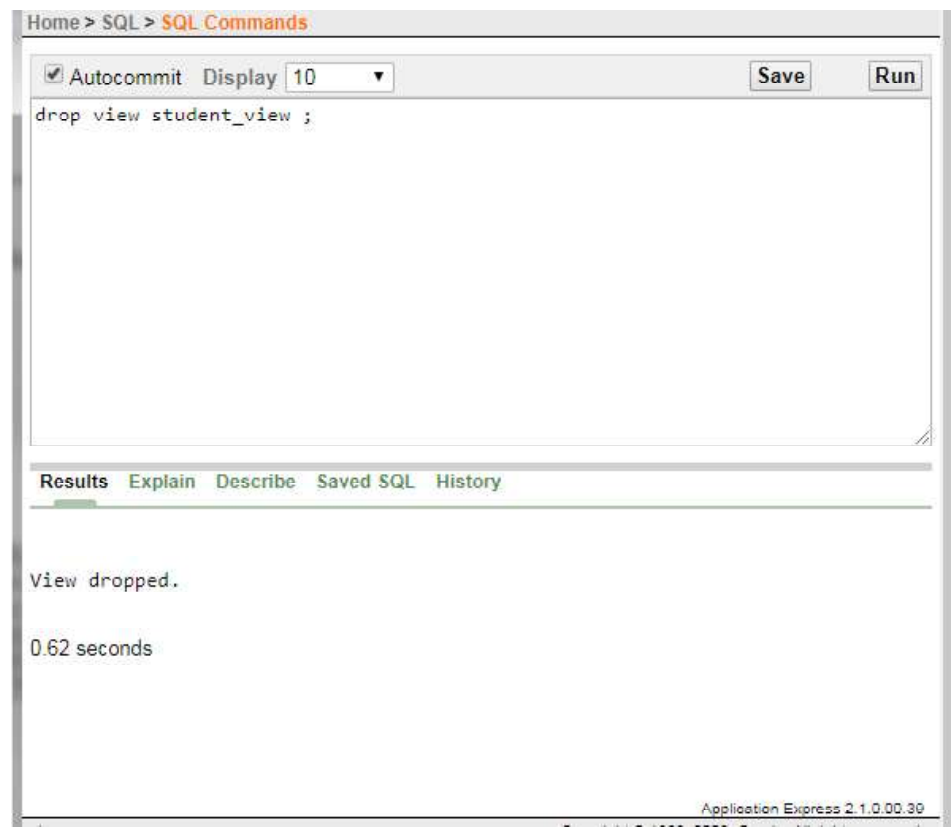 Home > SQL > SQL Commands
Autocommit Display 10 Save Run
drop view student_view ;
Results Explain Describe Saved SQL History
View dropped.
0.62 seconds
Application Express 2.1.0.00.39